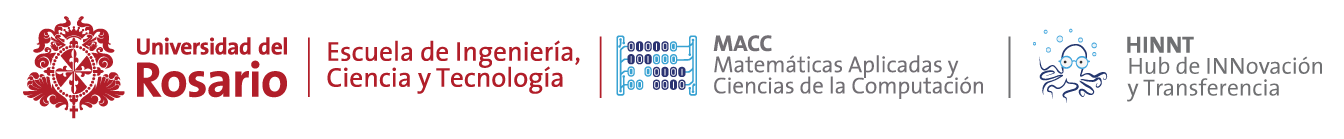 Universidad del
Rosario
Escuela de Ingeniería,
Ciencia y Tecnología
MACC
Matemáticas Aplicadas y
Ciencias de la Computación
HINNT
Hub de INNovación
y Transferencia